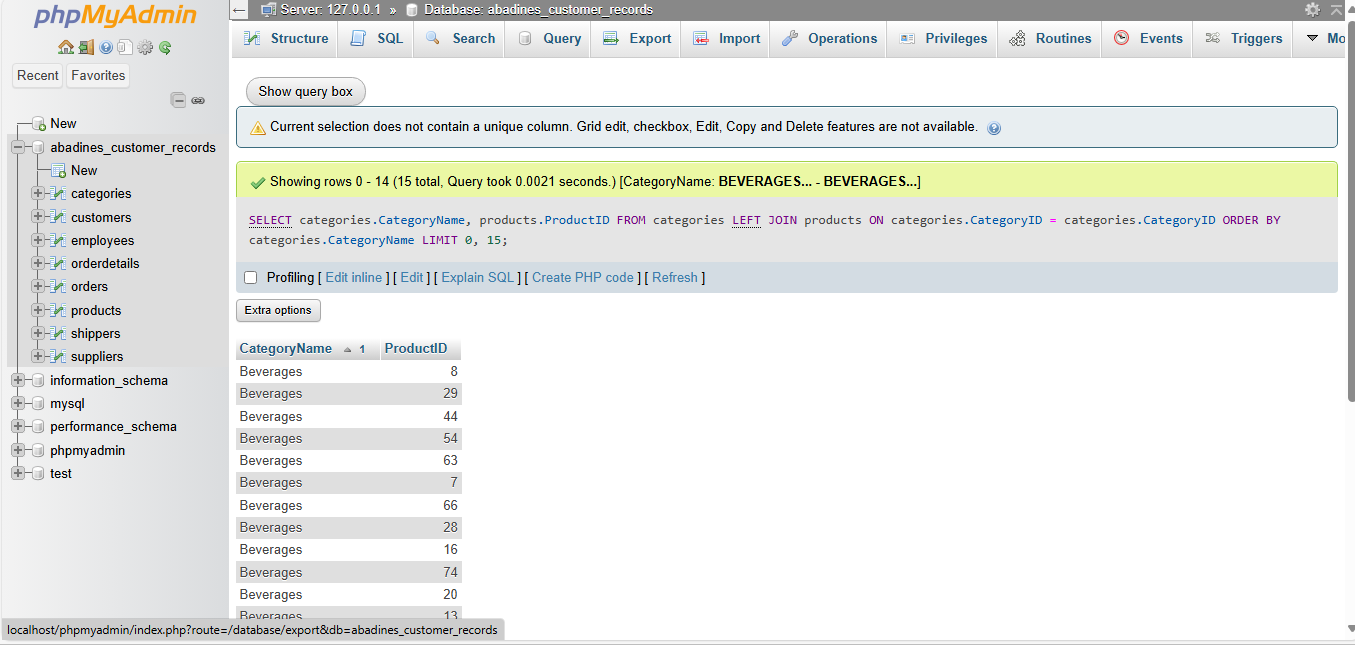 phpMyAdmin
Recent Favorites
New
abadines_customer_records
New
categories
customers
employees
orderdetails
orders
products
shippers
suppliers
information_schema
mysql
performance_schema
phpmyadmin
test
Server: 127.0.0.1 » Database: abadines_customer_records
Structure SQL Search Query Export Import Operations Privileges Routines Events Triggers Mo
Show query box
Current selection does not contain a unique column. Grid edit, checkbox, Edit, Copy and Delete features are not available.
Showing rows 0 - 14 (15 total, Query took 0.0021 seconds.) [CategoryName: BEVERAGES... - BEVERAGES...]
SELECT categories.CategoryName, products.ProductID FROM categories LEFT JOIN products ON categories.CategoryID = categories.CategoryID ORDER BY
categories.CategoryName LIMIT 0, 15;
Profiling [ Edit inline ] [ Edit ] [ Explain SQL ] [ Create PHP code ] [ Refresh ]
Extra options
CategoryName 1 ProductID
Beverages 8
Beverages 29
Beverages 44
Beverages 54
Beverages 63
Beverages 7
Beverages 66
Beverages 28
Beverages 16
Beverages 74
Beverages 20
Beverages 13
localhost/phpmyadmin/index.php?route=/database/export&db=abadines_customer_records